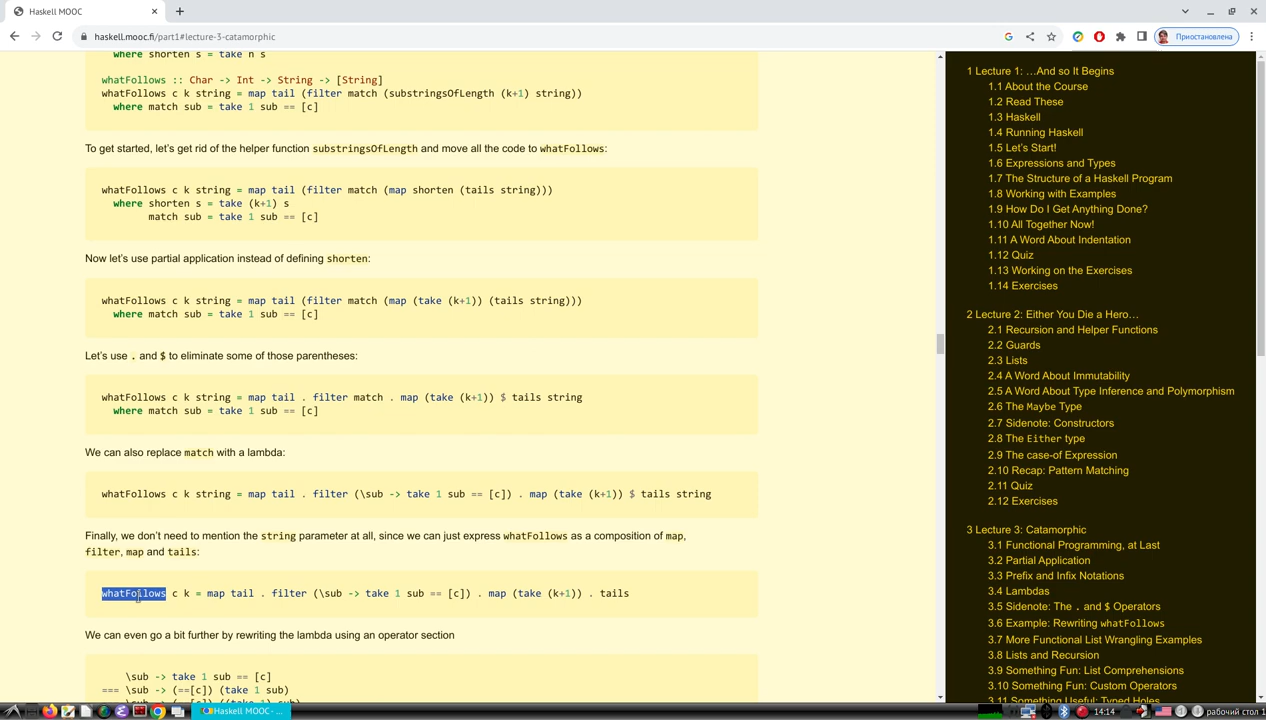 Haskell MOOC
haskell.mooc.fi/part1#lecture-3-catamorphic
Приостановлена
where shorten s = take n s
whatFollows :: Char -> Int -> String -> [String]
whatFollows c k string = map tail (filter match (substringsOfLength (k+1) string))
where match sub = take 1 sub == [c]
To get started, let's get rid of the helper function substringsOfLength and move all the code to whatFollows:
whatFollows c k string = map tail (filter match (map shorten (tails string)))
where shorten s = take (k+1) s
match sub = take 1 sub == [c]
Now let's use partial application instead of defining shorten:
whatFollows c k string = map tail (filter match (map (take (k+1)) (tails string)))
where match sub = take 1 sub == [c]
Let's use . and $ to eliminate some of those parentheses:
whatFollows c k string = map tail . filter match . map (take (k+1)) $ tails string
where match sub = take 1 sub == [c]
We can also replace match with a lambda:
whatFollows c k string = map tail . filter (\sub -> take 1 sub == [c]) . map (take (k+1)) $ tails string
Finally, we don't need to mention the string parameter at all, since we can just express whatFollows as a composition of map,
filter, map and tails:
whatFollows c k = map tail . filter (\sub -> take 1 sub == [c]) . map (take (k+1)) . tails
We can even go a bit further by rewriting the lambda using an operator section
\sub -> take 1 sub == [c]
=== \sub -> (==[c]) (take 1 sub)
1 Lecture 1: …And so It Begins
1.1 About the Course
1.2 Read These
1.3 Haskell
1.4 Running Haskell
1.5 Let's Start!
1.6 Expressions and Types
1.7 The Structure of a Haskell Program
1.8 Working with Examples
1.9 How Do I Get Anything Done?
1.10 All Together Now!
1.11 A Word About Indentation
1.12 Quiz
1.13 Working on the Exercises
1.14 Exercises
2 Lecture 2: Either You Die a Hero…
2.1 Recursion and Helper Functions
2.2 Guards
2.3 Lists
2.4 A Word About Immutability
2.5 A Word About Type Inference and Polymorphism
2.6 The Maybe Type
2.7 Sidenote: Constructors
2.8 The Either type
2.9 The case-of Expression
2.10 Recap: Pattern Matching
2.11 Quiz
2.12 Exercises
3 Lecture 3: Catamorphic
3.1 Functional Programming, at Last
3.2 Partial Application
3.3 Prefix and Infix Notations
3.4 Lambdas
3.5 Sidenote: The . and $ Operators
3.6 Example: Rewriting whatFollows
3.7 More Functional List Wrangling Examples
3.8 Lists and Recursion
3.9 Something Fun: List Comprehensions
3.10 Something Fun: Custom Operators
3.11 Something Useful: Typed Holes
Haskell MOOC - …
14:14
рабочий стол 1